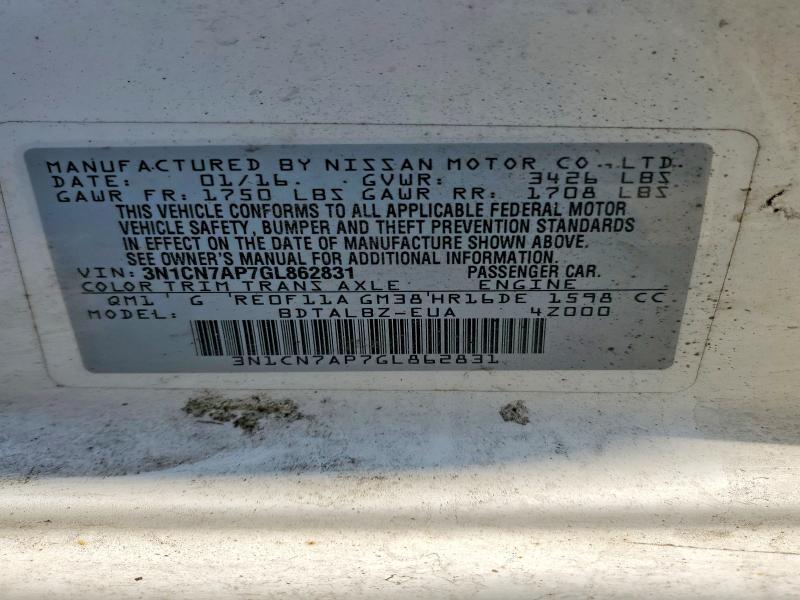 MANUFACTURED BY NISSAN MOTOR CO., LTD.
DATE: 01/16. GVWR: 3426 LBS
GAWR FR: 1750 LBS GAWR RR: 1708 LBS
THIS VEHICLE CONFORMS TO ALL APPLICABLE FEDERAL MOTOR
VEHICLE SAFETY, BUMPER AND THEFT PREVENTION STANDARDS
IN EFFECT ON THE DATE OF MANUFACTURE SHOWN ABOVE.
SEE OWNER'S MANUAL FOR ADDITIONAL INFORMATION.
VIN: 3N1CN7AP7GL862831 PASSENGER CAR.
COLOR TRIM TRANS AXLE ENGINE
QM1 G RE0F11A GM38 HR16DE 1598 CC
MODEL: BDTALBZ-EUA 4Z000
3N1CN7AP7GL862831